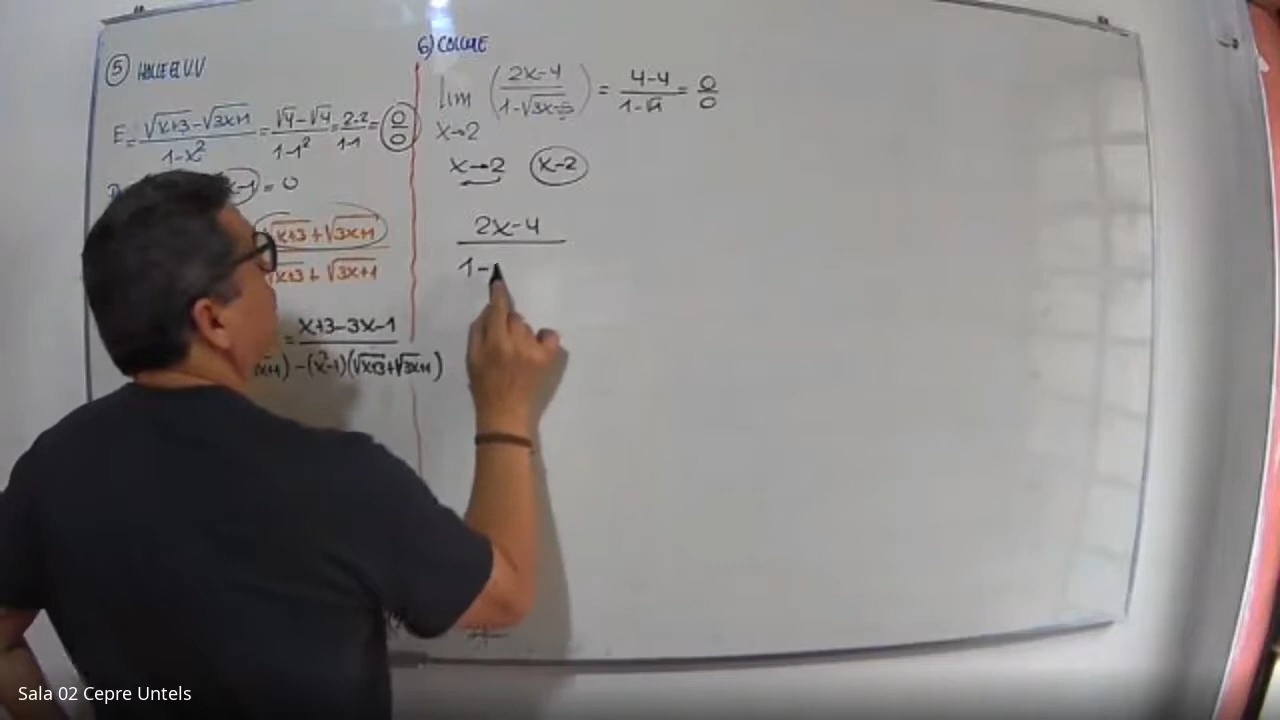 ⑤ HALLE EL V.V
E = √x+3 - √3x+1 / 1-x² = √4 - √4 / 1-1² = 2-2 / 1-1 = 0/0
x-1 = 0
√x+3 + √3x+1
√x+3 + √3x+1
= x+3-3x-1
x+1) -(x²-1)(√x+3+√3x+1)
6) CALCULE
lim x→2 (2x-4 / 1-√3x-5) = 4-4 / 1-√1 = 0/0
x→2 x-2
2x-4
1-
Sala 02 Cepre Untels